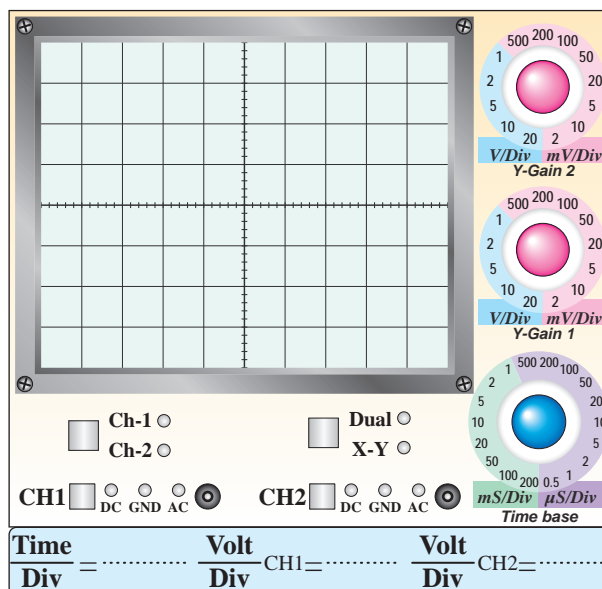 500 200 100
1 50
2 20
5 5
10 10
20 2
V/Div mV/Div
Y-Gain 2
500 200 100
1 50
2 20
5 5
10 10
20 2
V/Div mV/Div
Y-Gain 1
500 200
1 100
2 50
5 20
10 10
20 5
50 2
100 200 0.5 1
mS/Div µS/Div
Time base
Ch-1
Ch-2
Dual
X-Y
CH1 DC GND AC
CH2 DC GND AC
Time/Div = ............... Volt/Div CH1= ............... Volt/Div CH2= ..........